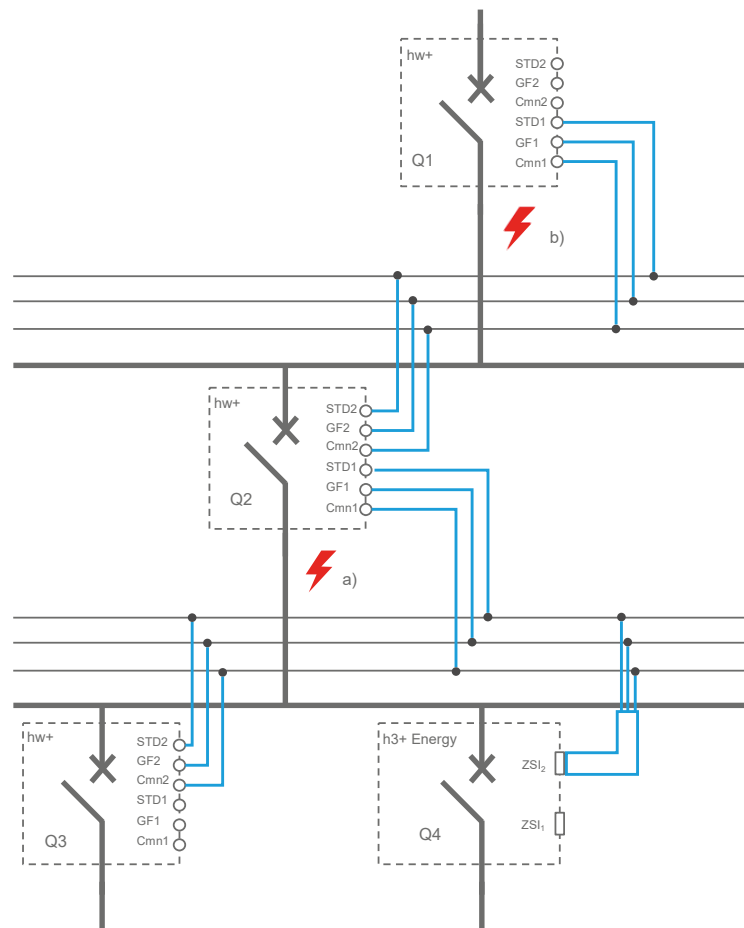 hw+
STD2
GF2
Cmn2
STD1
GF1
Cmn1
Q1
b)
hw+
STD2
GF2
Cmn2
STD1
GF1
Cmn1
Q2
a)
hw+
STD2
GF2
Cmn2
STD1
GF1
Cmn1
Q3
h3+ Energy
ZSI₂
ZSI₁
Q4